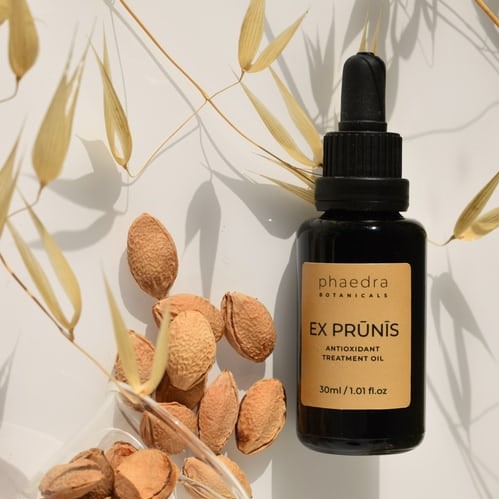 phaedra
BOTANICALS
EX PRŪNĪS
ANTIOXIDANT
TREATMENT OIL
30ml / 1.01 fl.oz